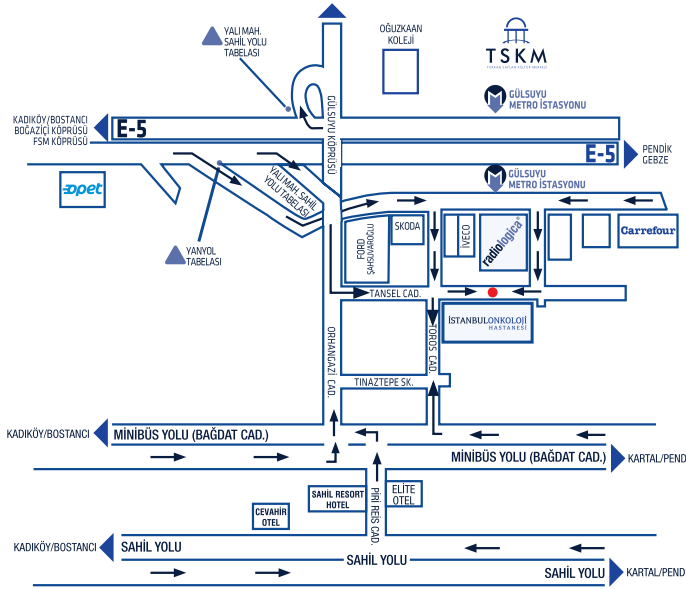 YALI MAH.
SAHİL YOLU
TABELASI
OĞUZKAAN
KOLEJİ
TSKM
GÜLSUYU
METRO İSTASYONU
KADIKÖY/BOSTANCI
BOĞAZİÇİ KÖPRÜSÜ
FSM KÖPRÜSÜ
E-5
GÜLSUYU KÖPRÜSÜ
E-5
PENDİK
GEBZE
GÜLSUYU
METRO İSTASYONU
opet
YALI MAH. SAHİL
YOLU TABELASI
YANYOL
TABELASI
FORD
ŞAHSUVAROĞLU
SKODA
İVECO
radiologica
Carrefour
TANSEL CAD.
İSTANBULONKOLOJİ
HASTANESİ
ORHANGAZİ CAD.
TOROS CAD.
TINAZTEPE SK.
KADIKÖY/BOSTANCI
MİNİBÜS YOLU (BAĞDAT CAD.)
MİNİBÜS YOLU (BAĞDAT CAD.)
KARTAL/PEND
SAHİL RESORT
HOTEL
PİRİ REİS CAD.
ELİTE
OTEL
CEVAHİR
OTEL
KADIKÖY/BOSTANCI
SAHİL YOLU
SAHİL YOLU
SAHİL YOLU
KARTAL/PEND